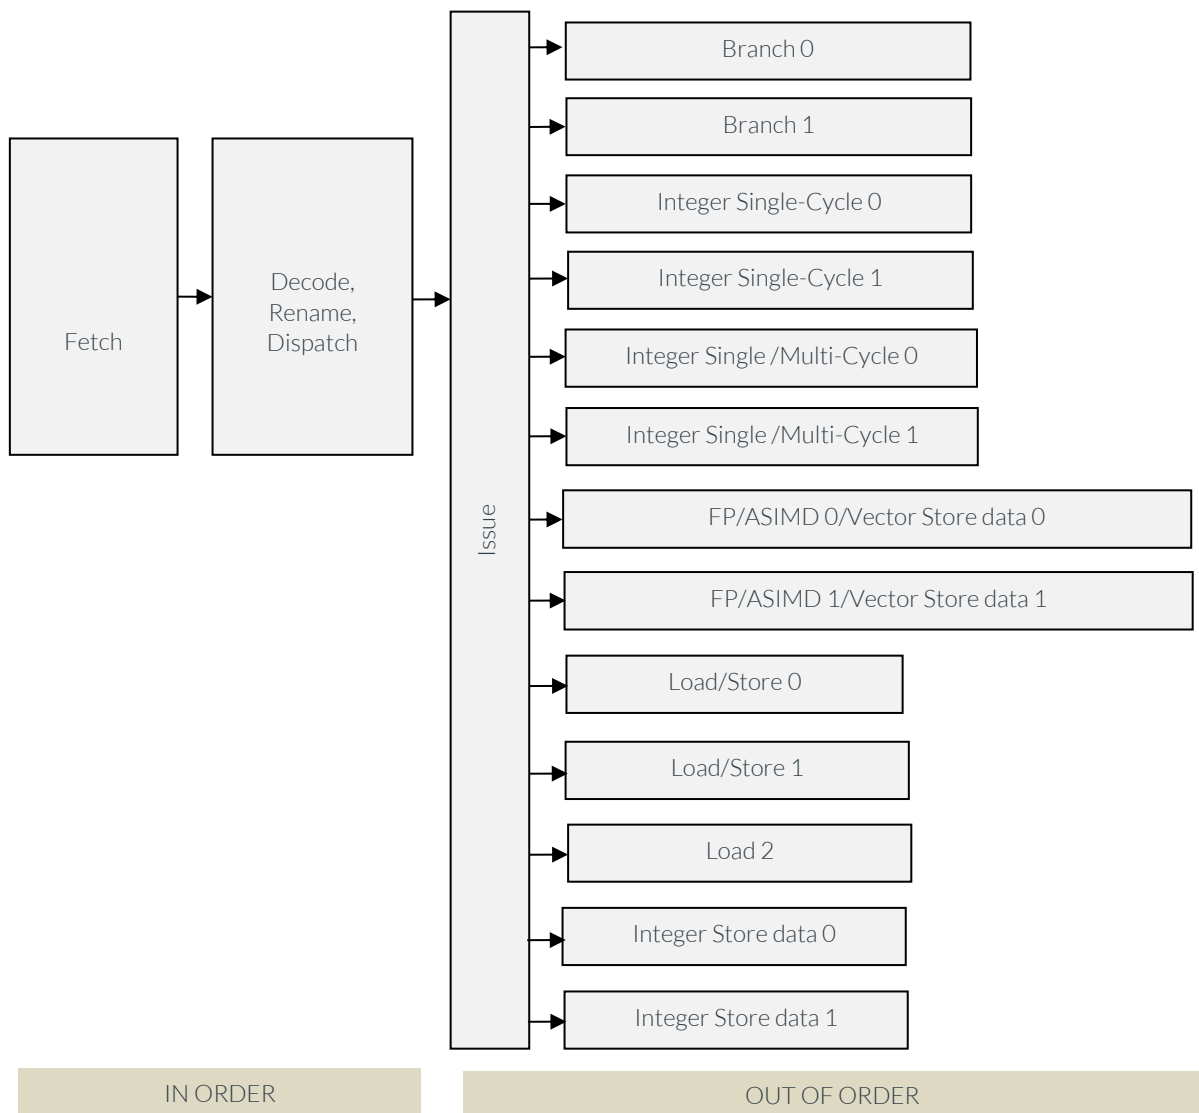 Fetch
Decode,
Rename,
Dispatch
Issue
Branch 0
Branch 1
Integer Single-Cycle 0
Integer Single-Cycle 1
Integer Single /Multi-Cycle 0
Integer Single /Multi-Cycle 1
FP/ASIMD 0/Vector Store data 0
FP/ASIMD 1/Vector Store data 1
Load/Store 0
Load/Store 1
Load 2
Integer Store data 0
Integer Store data 1
IN ORDER
OUT OF ORDER